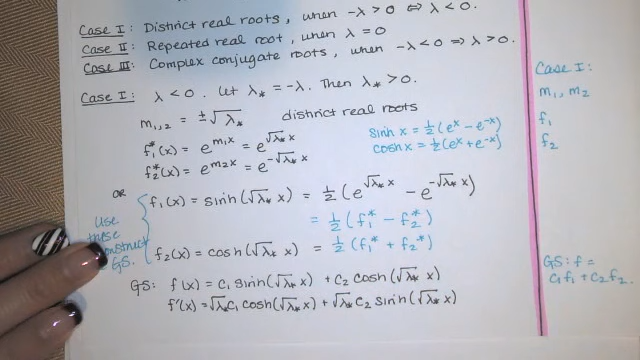 Case I: Distrinct real roots, when -λ > 0 ⇔ λ < 0.
Case II: Repeated real root, when λ = 0
Case III: Complex conjugate roots, when -λ < 0 ⇒ λ > 0.
Case I: λ < 0. Let λ* = -λ. Then λ* > 0.
m₁,₂ = ±√λ* distrinct real roots
f₁*(x) = e^(m₁x) = e^(√λ* x)
f₂*(x) = e^(m₂x) = e^(-√λ* x)
sinh x = ½(e^x - e^-x)
cosh x = ½(e^x + e^-x)
OR
f₁(x) = sinh(√λ* x) = ½(e^(√λ* x) - e^(-√λ* x))
= ½(f₁* - f₂*)
f₂(x) = cosh(√λ* x) = ½(f₁* + f₂*)
Use
these
construct
GS.
GS: f(x) = c₁ sinh(√λ* x) + c₂ cosh(√λ* x)
f'(x) = √λ* c₁ cosh(√λ* x) + √λ* c₂ sinh(√λ* x)
Case I:
m₁, m₂
f₁
f₂
GS: f =
c₁f₁ + c₂f₂.